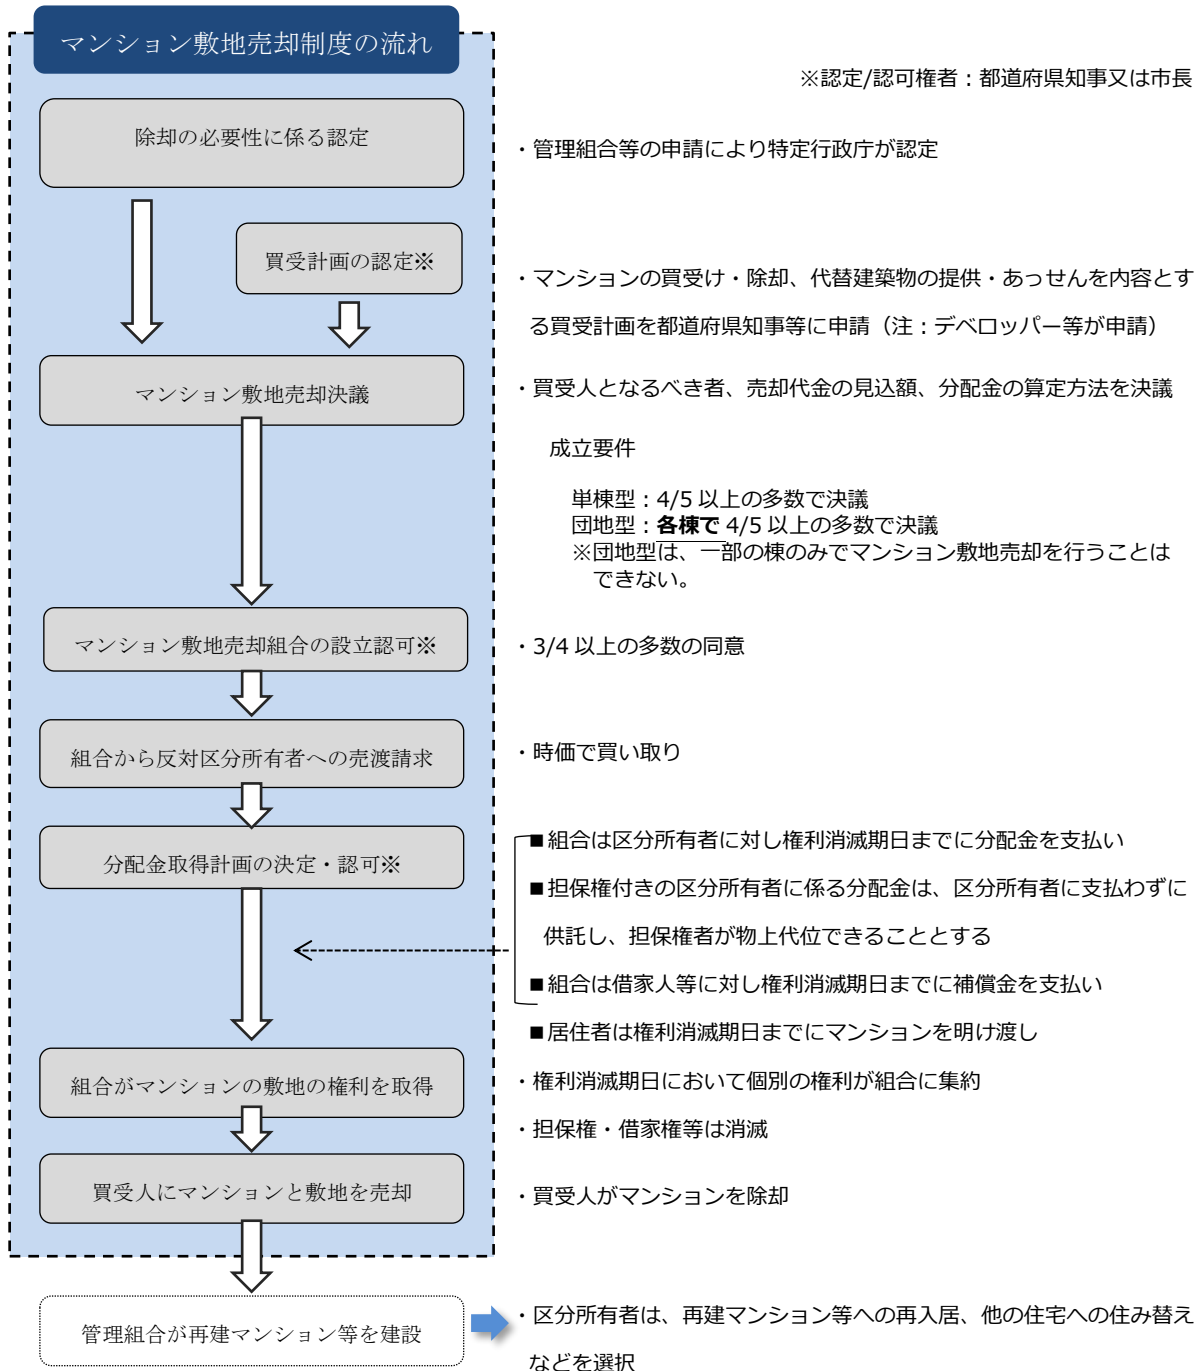 マンション敷地売却制度の流れ
※認定/認可権者：都道府県知事又は市長
除却の必要性に係る認定
・管理組合等の申請により特定行政庁が認定
買受計画の認定※
・マンションの買受け・除却、代替建築物の提供・あっせんを内容とす
る買受計画を都道府県知事等に申請（注：デベロッパー等が申請）
マンション敷地売却決議
・買受人となるべき者、売却代金の見込額、分配金の算定方法を決議
成立要件
単棟型：4/5 以上の多数で決議
団地型：各棟で 4/5 以上の多数で決議
※団地型は、一部の棟のみでマンション敷地売却を行うことは
できない。
マンション敷地売却組合の設立認可※
・3/4 以上の多数の同意
組合から反対区分所有者への売渡請求
・時価で買い取り
分配金取得計画の決定・認可※
■組合は区分所有者に対し権利消滅期日までに分配金を支払い
■担保権付きの区分所有者に係る分配金は、区分所有者に支払わずに
供託し、担保権者が物上代位できることとする
■組合は借家人等に対し権利消滅期日までに補償金を支払い
■居住者は権利消滅期日までにマンションを明け渡し
組合がマンションの敷地の権利を取得
・権利消滅期日において個別の権利が組合に集約
・担保権・借家権等は消滅
買受人にマンションと敷地を売却
・買受人がマンションを除却
管理組合が再建マンション等を建設
・区分所有者は、再建マンション等への再入居、他の住宅への住み替え
などを選択